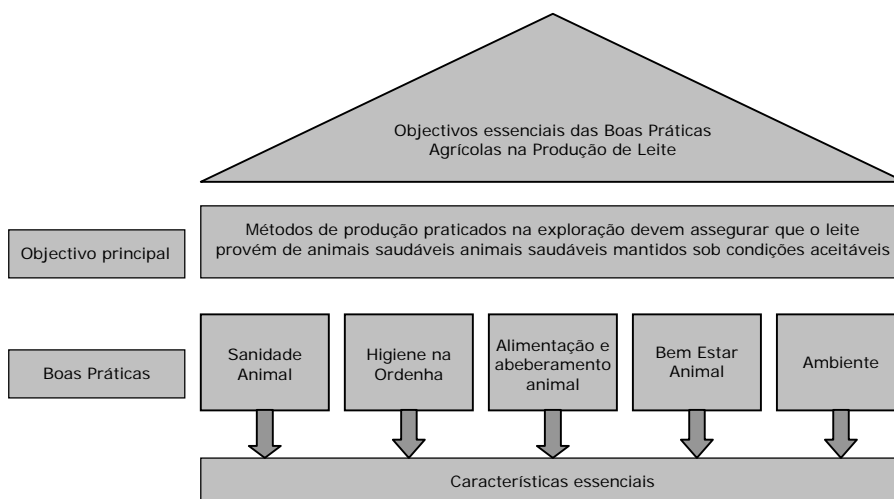 Objectivos essenciais das Boas Práticas
Agrícolas na Produção de Leite
Objectivo principal
Métodos de produção praticados na exploração devem assegurar que o leite
provém de animais saudáveis animais saudáveis mantidos sob condições aceitáveis
Boas Práticas
Sanidade
Animal
Higiene na
Ordenha
Alimentação e
abeberamento
animal
Bem Estar
Animal
Ambiente
Características essenciais